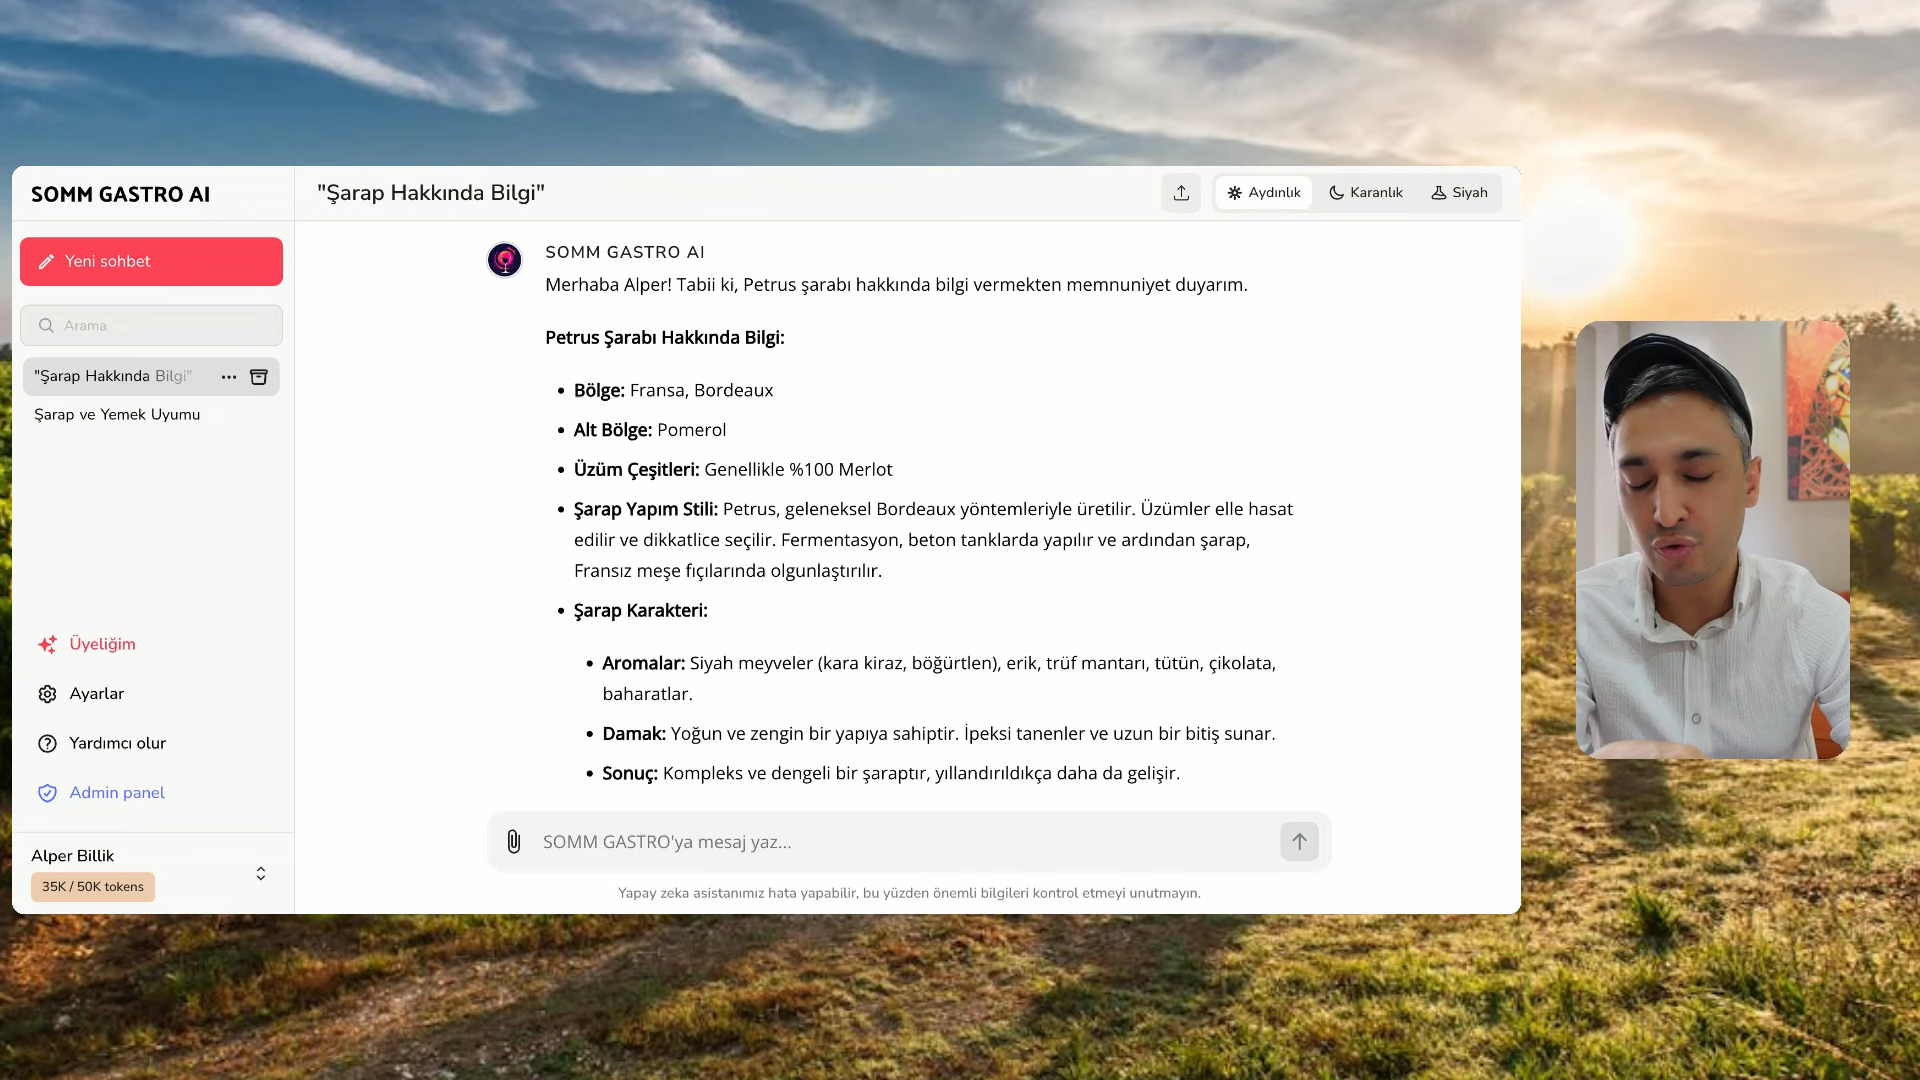 SOMM GASTRO AI
"Şarap Hakkında Bilgi"
Aydınlık
Karanlık
Siyah
Yeni sohbet
Arama
"Şarap Hakkında Bilgi"
Şarap ve Yemek Uyumu
Üyeliğim
Ayarlar
Yardımcı olur
Admin panel
Alper Billik
35K / 50K tokens
SOMM GASTRO AI
Merhaba Alper! Tabii ki, Petrus şarabı hakkında bilgi vermekten memnuniyet duyarım.
Petrus Şarabı Hakkında Bilgi:
• Bölge: Fransa, Bordeaux
• Alt Bölge: Pomerol
• Üzüm Çeşitleri: Genellikle %100 Merlot
• Şarap Yapım Stili: Petrus, geleneksel Bordeaux yöntemleriyle üretilir. Üzümler elle hasat
edilir ve dikkatlice seçilir. Fermentasyon, beton tanklarda yapılır ve ardından şarap,
Fransız meşe fıçılarında olgunlaştırılır.
• Şarap Karakteri:
• Aromalar: Siyah meyveler (kara kiraz, böğürtlen), erik, trüf mantarı, tütün, çikolata,
baharatlar.
• Damak: Yoğun ve zengin bir yapıya sahiptir. İpeksi tanenler ve uzun bir bitiş sunar.
• Sonuç: Kompleks ve dengeli bir şaraptır, yıllandırıldıkça daha da gelişir.
SOMM GASTRO'ya mesaj yaz...
Yapay zeka asistanımız hata yapabilir, bu yüzden önemli bilgileri kontrol etmeyi unutmayın.